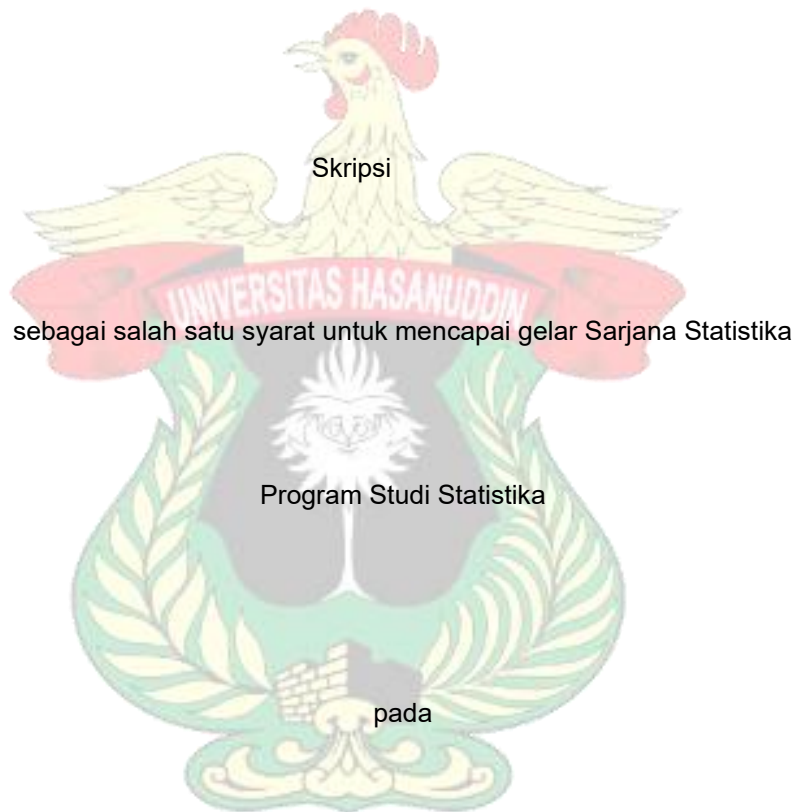 Skripsi
UNIVERSITAS HASANUDDIN
sebagai salah satu syarat untuk mencapai gelar Sarjana Statistika
Program Studi Statistika
pada